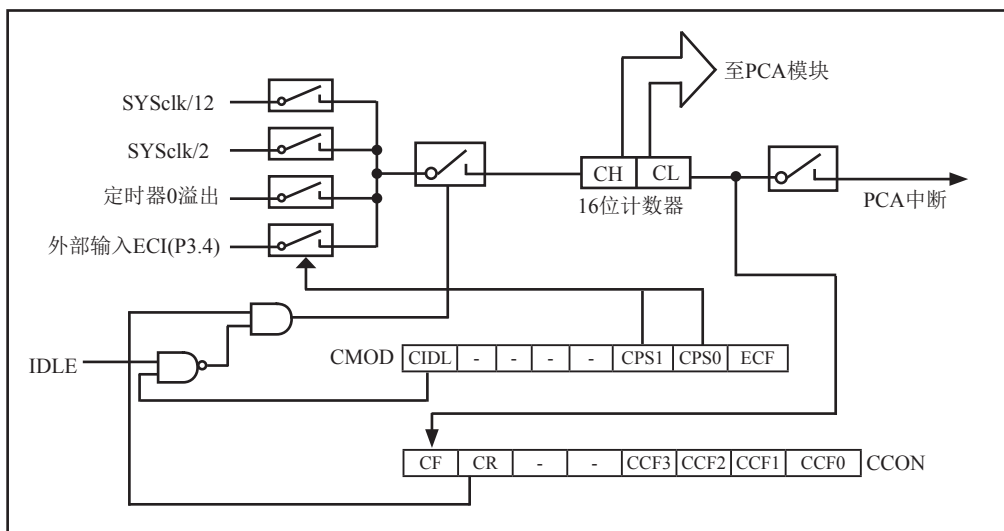 至PCA模块
SYSclk/12
SYSclk/2
定时器0溢出
外部输入ECI(P3.4)
CH CL
16位计数器
PCA中断
IDLE
CMOD CIDL - - - - CPS1 CPS0 ECF
CF CR - - CCF3 CCF2 CCF1 CCF0 CCON